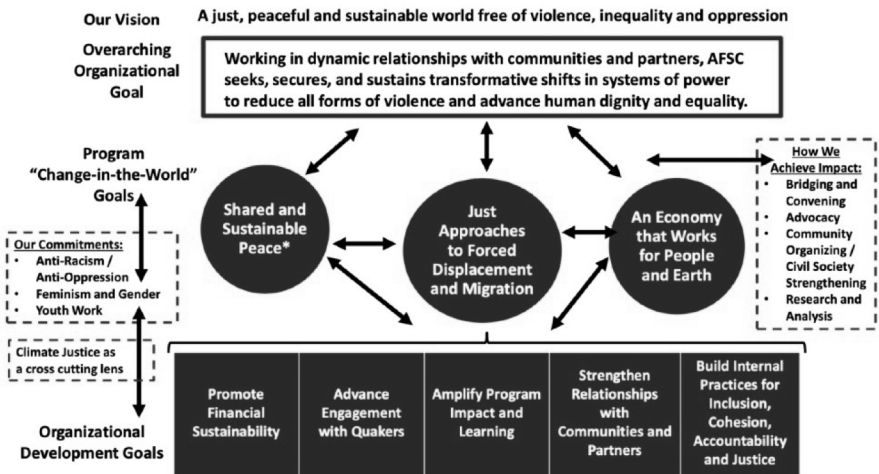 Our Vision
A just, peaceful and sustainable world free of violence, inequality and oppression
Overarching
Organizational
Goal
Working in dynamic relationships with communities and partners, AFSC
seeks, secures, and sustains transformative shifts in systems of power
to reduce all forms of violence and advance human dignity and equality.
Program
"Change-in-the-World"
Goals
Shared and
Sustainable
Peace*
Just
Approaches
to Forced
Displacement
and Migration
An Economy
that Works
for People
and Earth
How We
Achieve Impact:
• Bridging and
Convening
• Advocacy
• Community
Organizing /
Civil Society
Strengthening
• Research and
Analysis
Our Commitments:
• Anti-Racism /
Anti-Oppression
• Feminism and Gender
• Youth Work
Climate Justice as
a cross cutting lens
Organizational
Development Goals
Promote
Financial
Sustainability
Advance
Engagement
with Quakers
Amplify Program
Impact and
Learning
Strengthen
Relationships
with
Communities and
Partners
Build Internal
Practices for
Inclusion,
Cohesion,
Accountability
and Justice